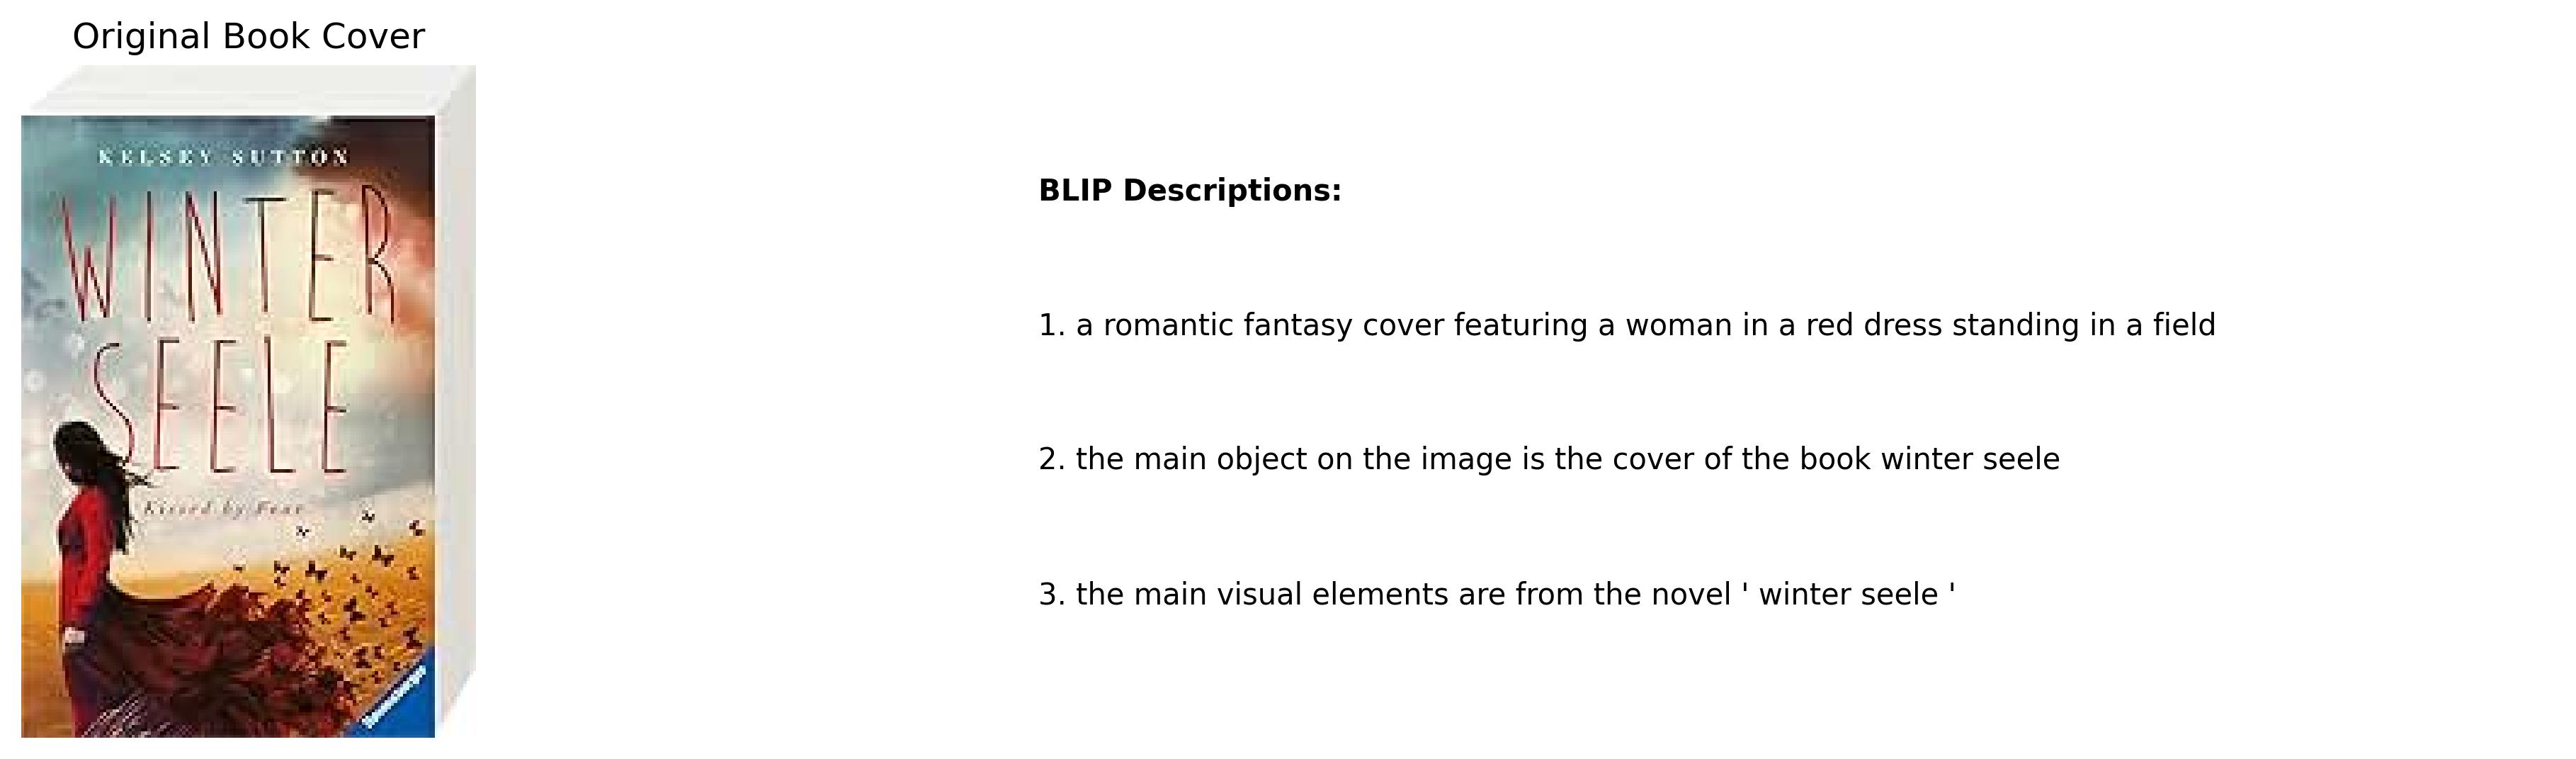 Original Book Cover
KELSEY SUTTON
WINTER
SEELE
Kissed by Fear
BLIP Descriptions:
1. a romantic fantasy cover featuring a woman in a red dress standing in a field
2. the main object on the image is the cover of the book winter seele
3. the main visual elements are from the novel ' winter seele '